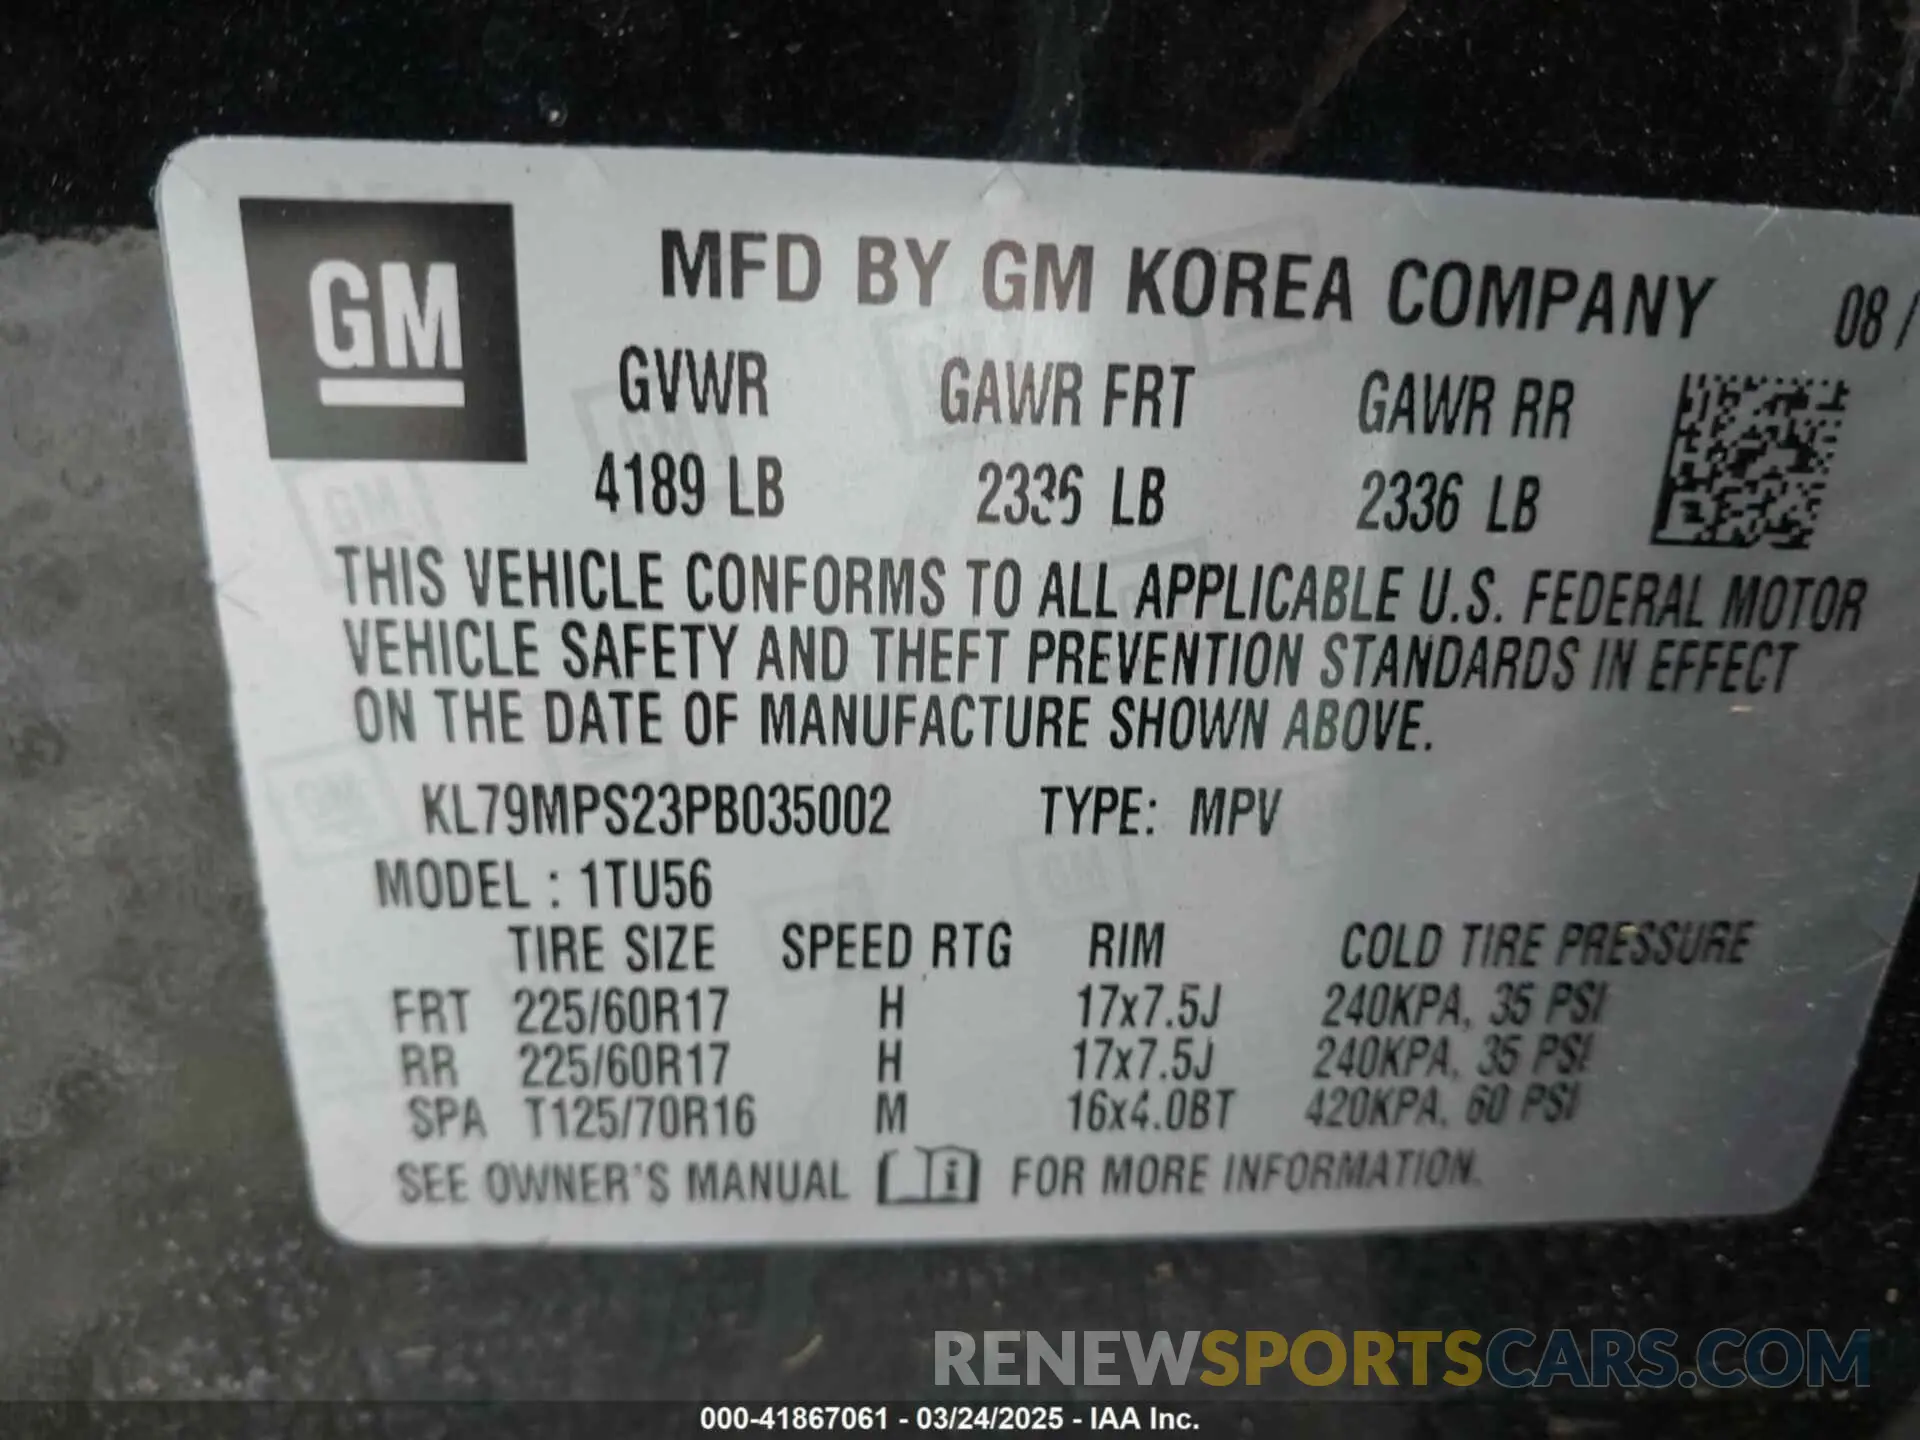 GM
MFD BY GM KOREA COMPANY 08 /
GVWR GAWR FRT GAWR RR
4189 LB 2336 LB 2336 LB
THIS VEHICLE CONFORMS TO ALL APPLICABLE U.S. FEDERAL MOTOR
VEHICLE SAFETY AND THEFT PREVENTION STANDARDS IN EFFECT
ON THE DATE OF MANUFACTURE SHOWN ABOVE.
KL79MPS23PB035002 TYPE: MPV
MODEL : 1TU56
TIRE SIZE SPEED RTG RIM COLD TIRE PRESSURE
FRT 225/60R17 H 17x7.5J 240KPA, 35 PSI
RR 225/60R17 H 17x7.5J 240KPA, 35 PSI
SPA T125/70R16 M 16x4.0BT 420KPA, 60 PSI
SEE OWNER'S MANUAL i FOR MORE INFORMATION.
RENEWSPORTSCARS.COM
000-41867061 - 03/24/2025 - IAA Inc.